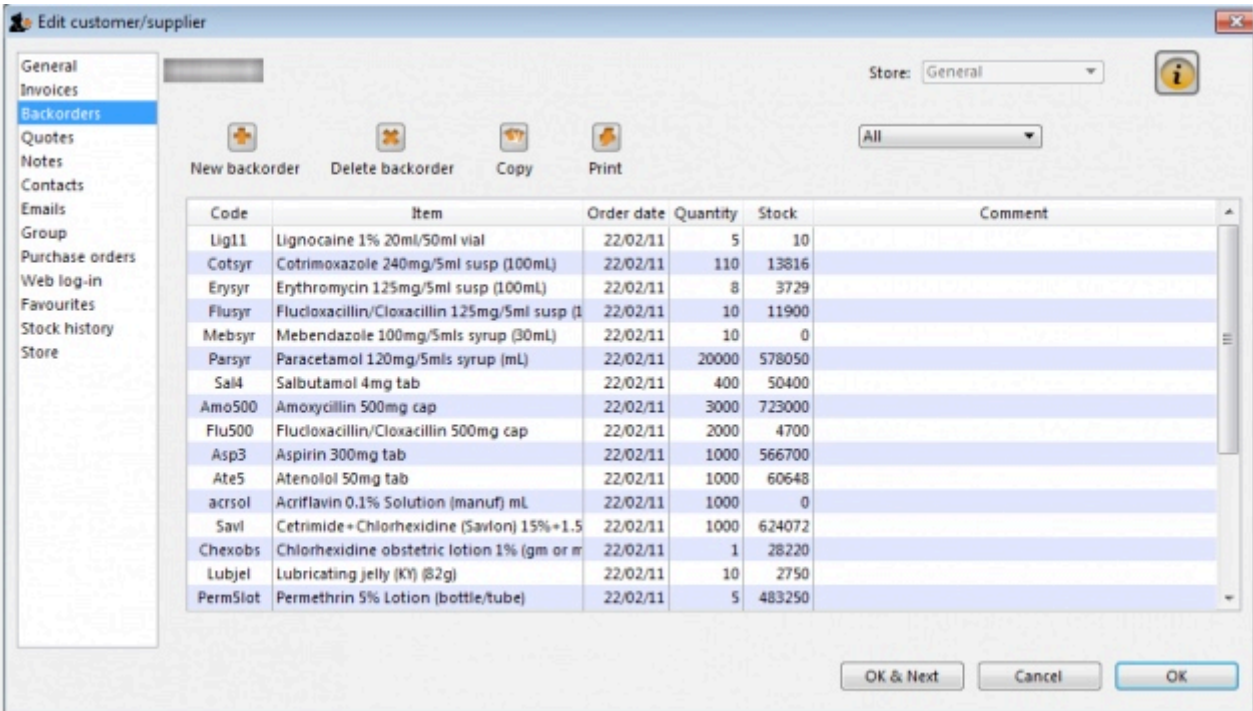 Edit customer/supplier
General
Invoices
Backorders
Quotes
Notes
Contacts
Emails
Group
Purchase orders
Web log-in
Favourites
Stock history
Store
Store: General
All
New backorder Delete backorder Copy Print
Code Item Order date Quantity Stock Comment
Lig11 Lignocaine 1% 20ml/50ml vial 22/02/11 5 10
Cotsyr Cotrimoxazole 240mg/5ml susp (100mL) 22/02/11 110 13816
Erysyr Erythromycin 125mg/5ml susp (100mL) 22/02/11 8 3729
Flusyr Flucloxacillin/Cloxacillin 125mg/5ml susp (1 22/02/11 10 11900
Mebsyr Mebendazole 100mg/5mls syrup (30mL) 22/02/11 10 0
Parsyr Paracetamol 120mg/5mls syrup (mL) 22/02/11 20000 578050
Sal4 Salbutamol 4mg tab 22/02/11 400 50400
Amo500 Amoxycillin 500mg cap 22/02/11 3000 723000
Flu500 Flucloxacillin/Cloxacillin 500mg cap 22/02/11 2000 4700
Asp3 Aspirin 300mg tab 22/02/11 1000 566700
Ate5 Atenolol 50mg tab 22/02/11 1000 60648
acrsol Acriflavin 0.1% Solution (manuf) mL 22/02/11 1000 0
Savl Cetrimide+Chlorhexidine (Savlon) 15%+1.5 22/02/11 1000 624072
Chexobs Chlorhexidine obstetric lotion 1% (gm or m 22/02/11 1 28220
Lubjel Lubricating jelly (KY) (82g) 22/02/11 10 2750
Perm5lot Permethrin 5% Lotion (bottle/tube) 22/02/11 5 483250
OK & Next Cancel OK